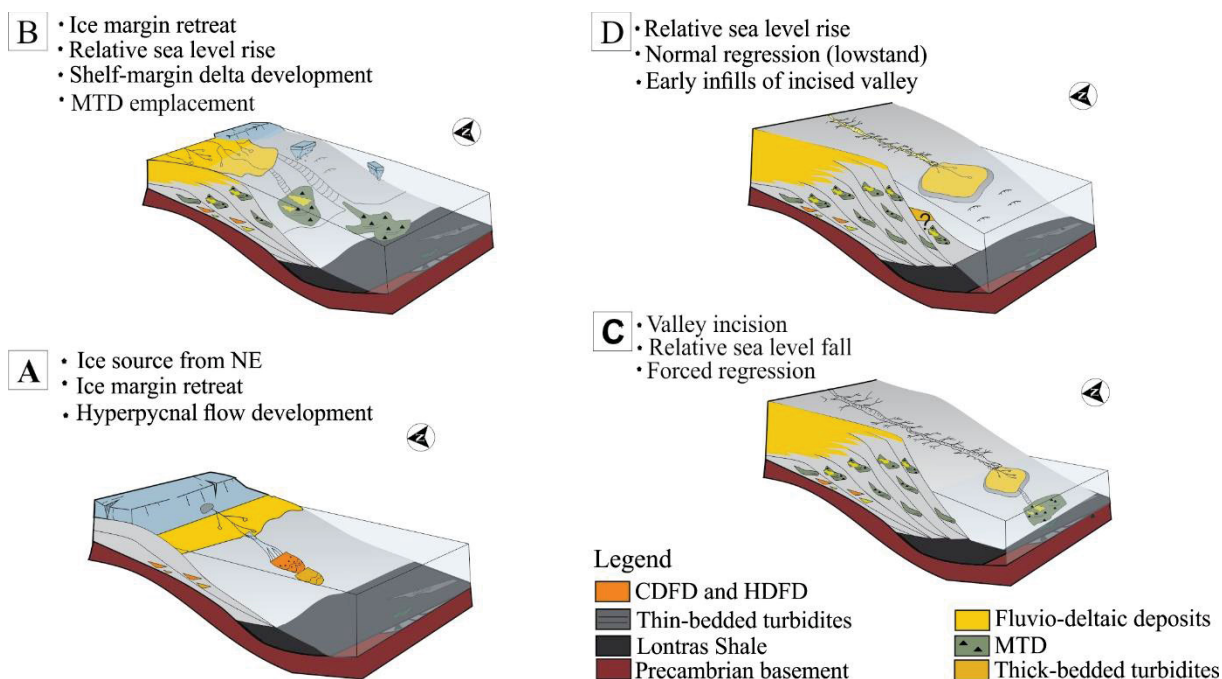 B
• Ice margin retreat
• Relative sea level rise
• Shelf-margin delta development
• MTD emplacement
Z
D
• Relative sea level rise
• Normal regression (lowstand)
• Early infills of incised valley
Z
?
A
• Ice source from NE
• Ice margin retreat
• Hyperpycnal flow development
Z
C
• Valley incision
• Relative sea level fall
• Forced regression
Z
Legend
CDFD and HDFD
Thin-bedded turbidites
Lontras Shale
Precambrian basement
Fluvio-deltaic deposits
MTD
Thick-bedded turbidites